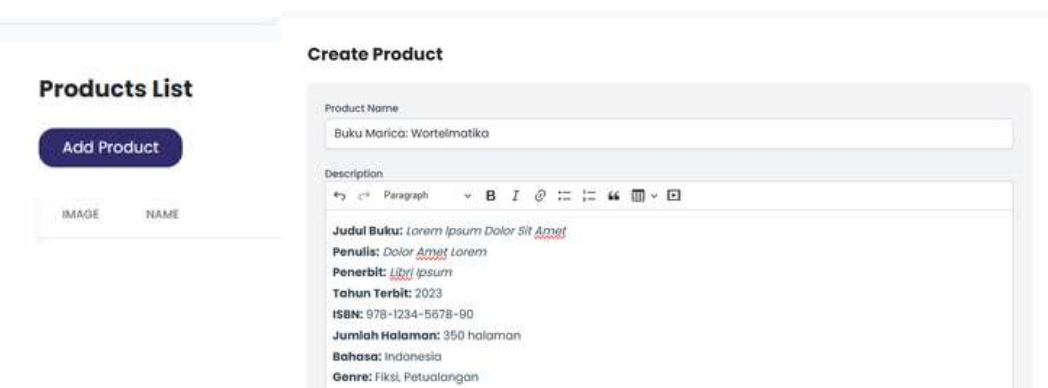 Products List
Add Product
IMAGE NAME
Create Product
Product Name
Buku Marica: Wortelmatika
Description
Paragraph B I
Judul Buku: Lorem Ipsum Dolor Sit Amet
Penulis: Dolor Amet Lorem
Penerbit: Libri Ipsum
Tahun Terbit: 2023
ISBN: 978-1234-5678-90
Jumlah Halaman: 350 halaman
Bahasa: Indonesia
Genre: Fiksi, Petualangan